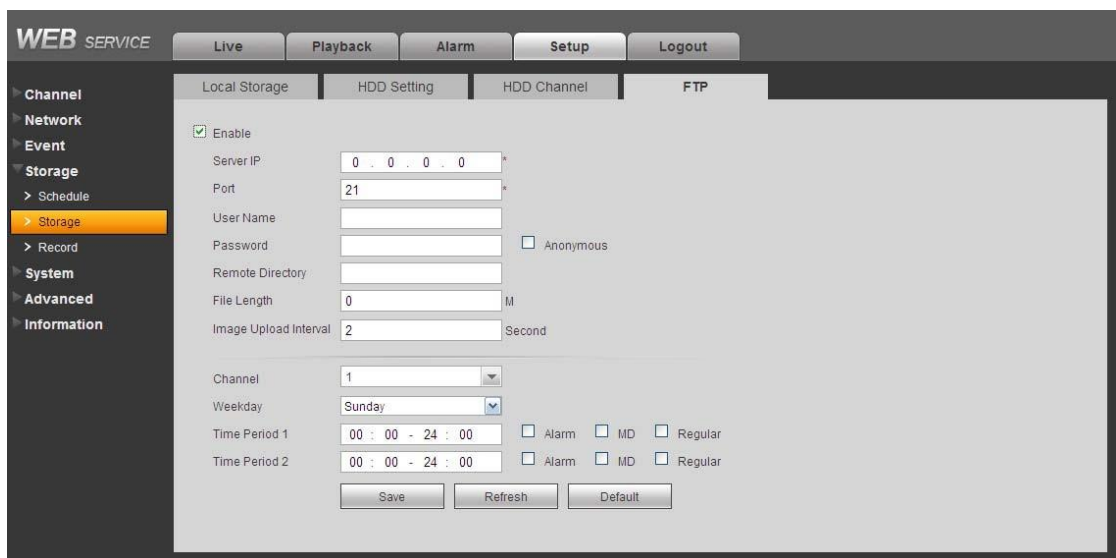 WEB SERVICE
Live Playback Alarm Setup Logout
Local Storage HDD Setting HDD Channel FTP
Channel
Network
Event
Storage
> Schedule
> Storage
> Record
System
Advanced
Information
Enable
Server IP 0 . 0 . 0 . 0 *
Port 21 *
User Name
Password Anonymous
Remote Directory
File Length 0 M
Image Upload Interval 2 Second
Channel 1
Weekday Sunday
Time Period 1 00 : 00 - 24 : 00 Alarm MD Regular
Time Period 2 00 : 00 - 24 : 00 Alarm MD Regular
Save Refresh Default